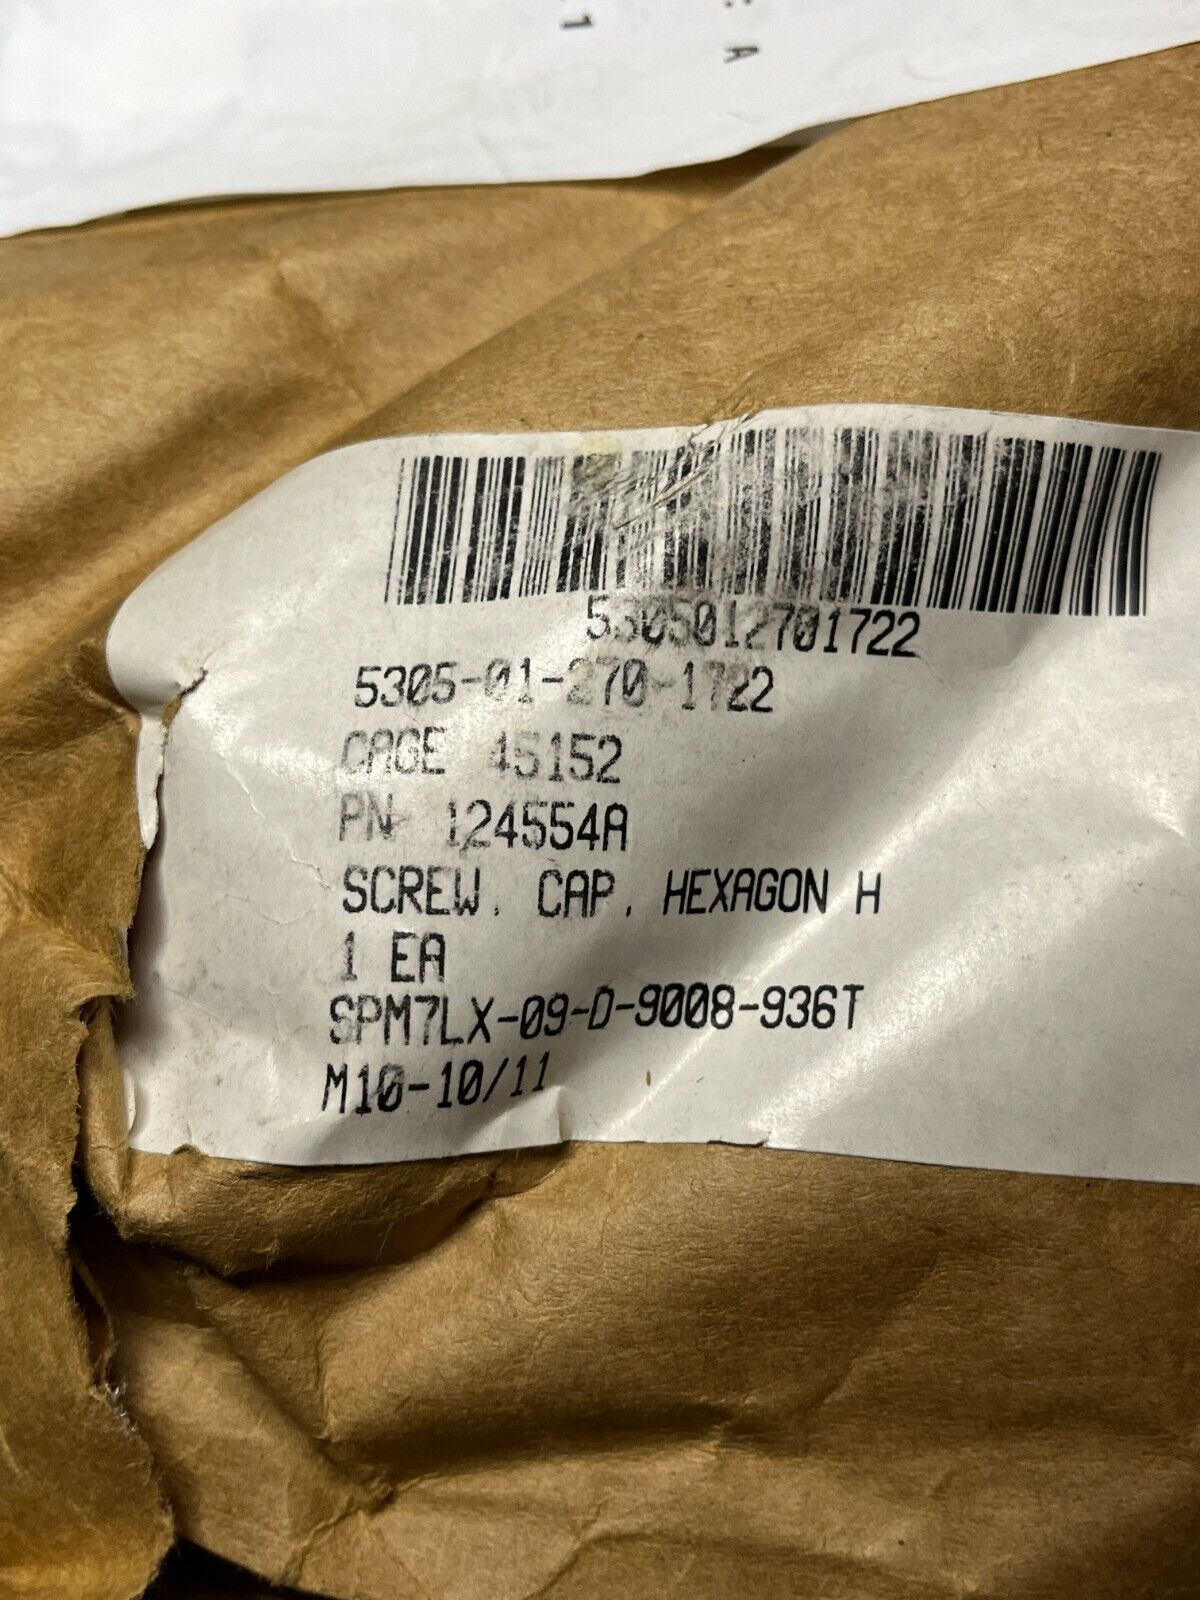 : A
1
5305012701722
5305-01-270-1722
CAGE 45152
PN 124554A
SCREW, CAP, HEXAGON H
1 EA
SPM7LX-09-D-9008-936T
M10-10/11